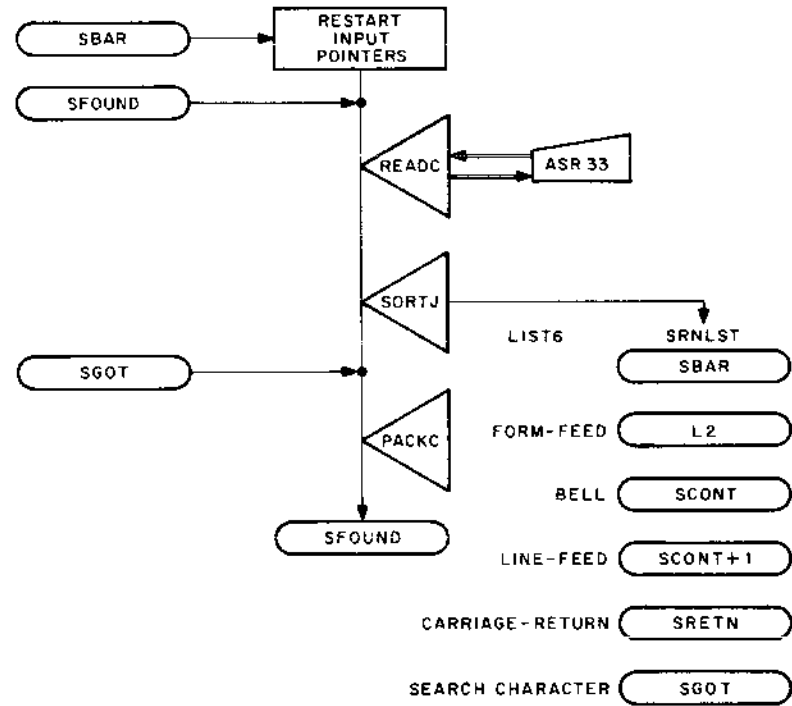 RESTART
INPUT
POINTERS
SBAR
SFOUND
READC
ASR 33
SORTJ
LIST6
SRNLST
SBAR
SGOT
PACKC
FORM-FEED
L2
BELL
SCONT
SFOUND
LINE-FEED
SCONT+1
CARRIAGE-RETURN
SRETN
SEARCH CHARACTER
SGOT